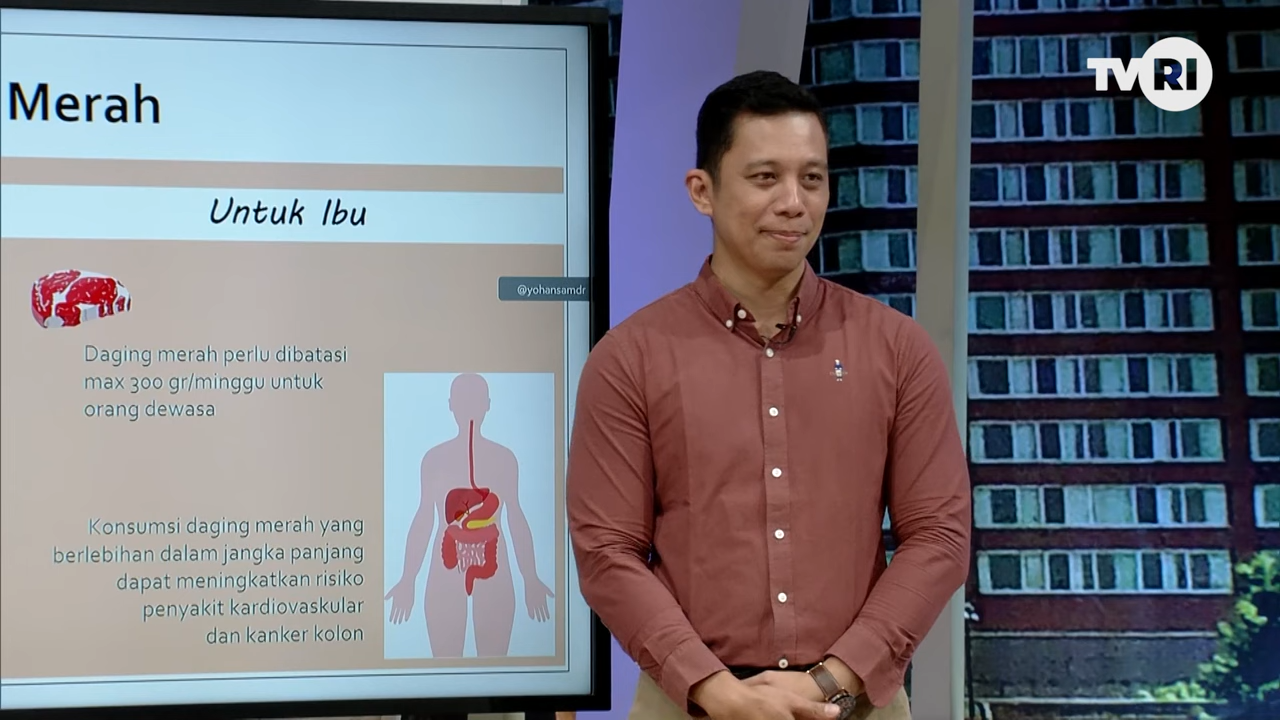 TVRI
Merah
Untuk Ibu
@yohansamdr
Daging merah perlu dibatasi
max 300 gr/minggu untuk
orang dewasa
Konsumsi daging merah yang
berlebihan dalam jangka panjang
dapat meningkatkan risiko
penyakit kardiovaskular
dan kanker kolon